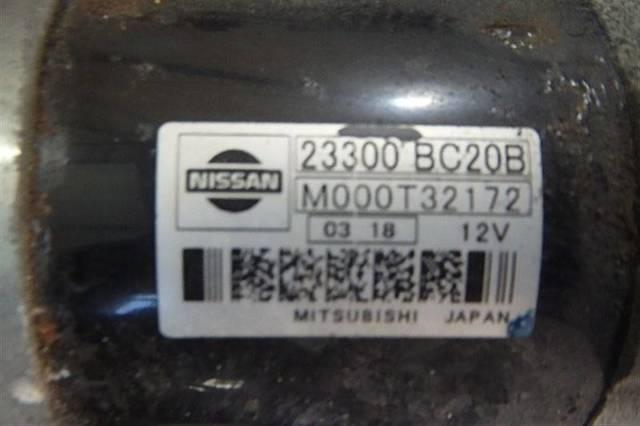 NISSAN
23300 BC20B
M000T32172
03 18 12V
MITSUBISHI JAPAN